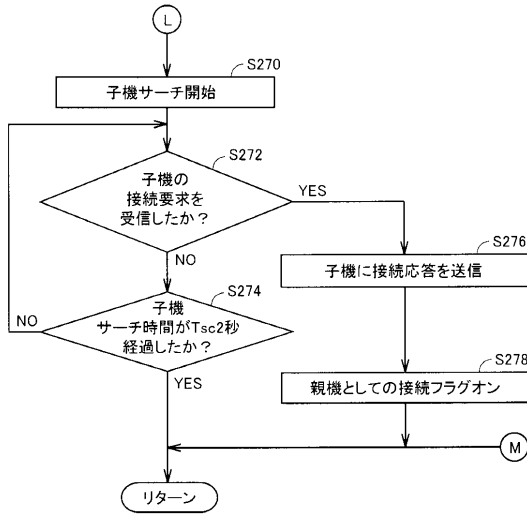 L
S270
子機サーチ開始
S272
子機の
接続要求を
受信したか？
YES
NO
S276
子機に接続応答を送信
S274
子機
サーチ時間がTsc2秒
経過したか？
NO
YES
S278
親機としての接続フラグオン
M
リターン